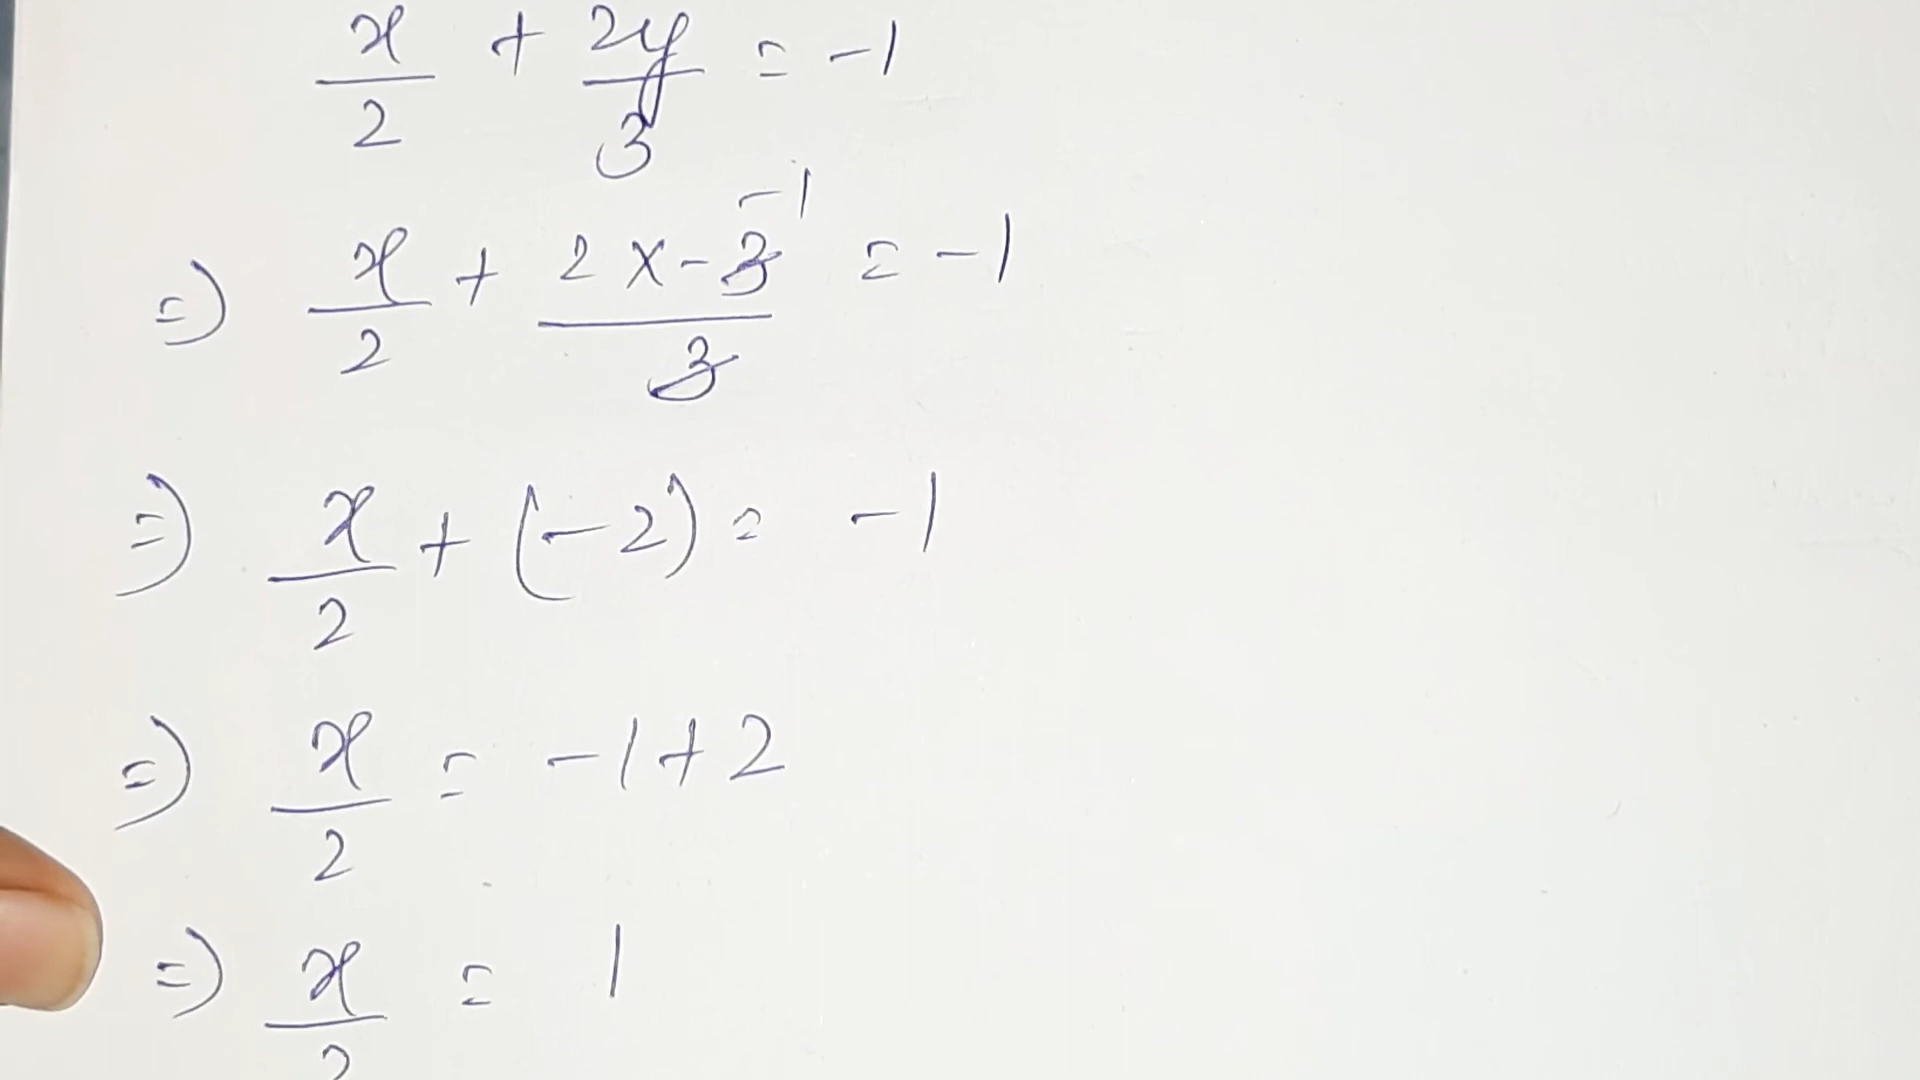 x/2 + 2y/3 = -1
=) x/2 + 2 x -3/3 -1 = -1
=) x/2 + (-2) = -1
=) x/2 = -1+2
=) x/2 = 1